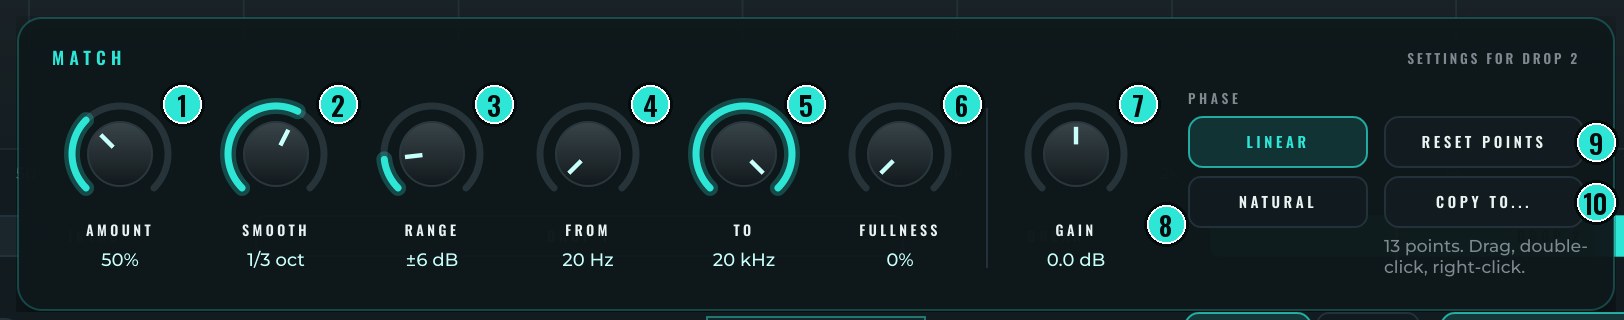 MATCH
SETTINGS FOR DROP 2
1
2
3
4
5
6
7
AMOUNT
50%
SMOOTH
1/3 oct
RANGE
±6 dB
FROM
20 Hz
TO
20 kHz
FULLNESS
0%
GAIN
0.0 dB
PHASE
LINEAR
NATURAL
8
RESET POINTS
9
COPY TO...
10
13 points. Drag, double-
click, right-click.